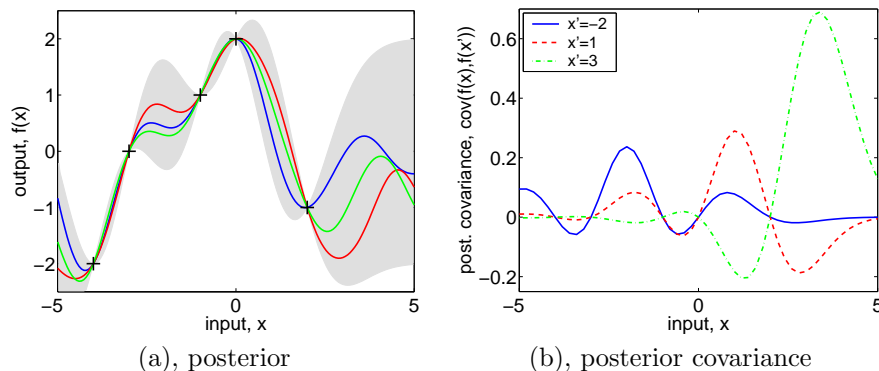 2
1
0
−1
−2
−5
0
5
output, f(x)
input, x
(a), posterior
x'=−2
x'=1
x'=3
0.6
0.4
0.2
0
−0.2
−5
0
5
post. covariance, cov(f(x),f(x'))
input, x
(b), posterior covariance